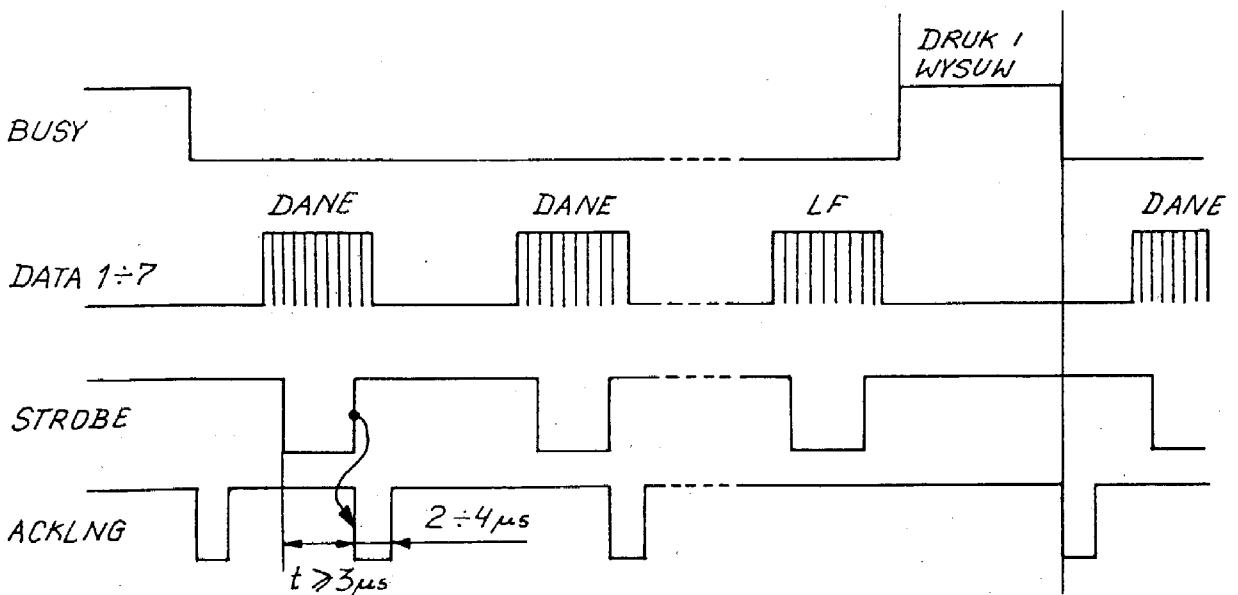 DRUK I
WYSUW
BUSY
DANE DANE LF DANE
DATA 1÷7
STROBE
ACKLNG
2÷4µs
t⩾3µs